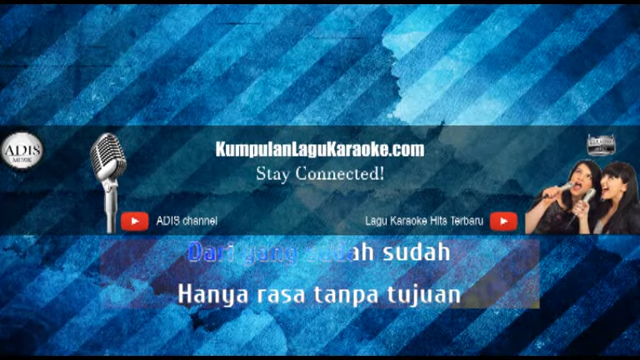 KumpulanLaguKaraoke.com
Stay Connected!
ADIS
MUSIK
ADIS channel
Lagu Karaoke Hits Terbaru
Dari yang sudah sudah
Hanya rasa tanpa tujuan